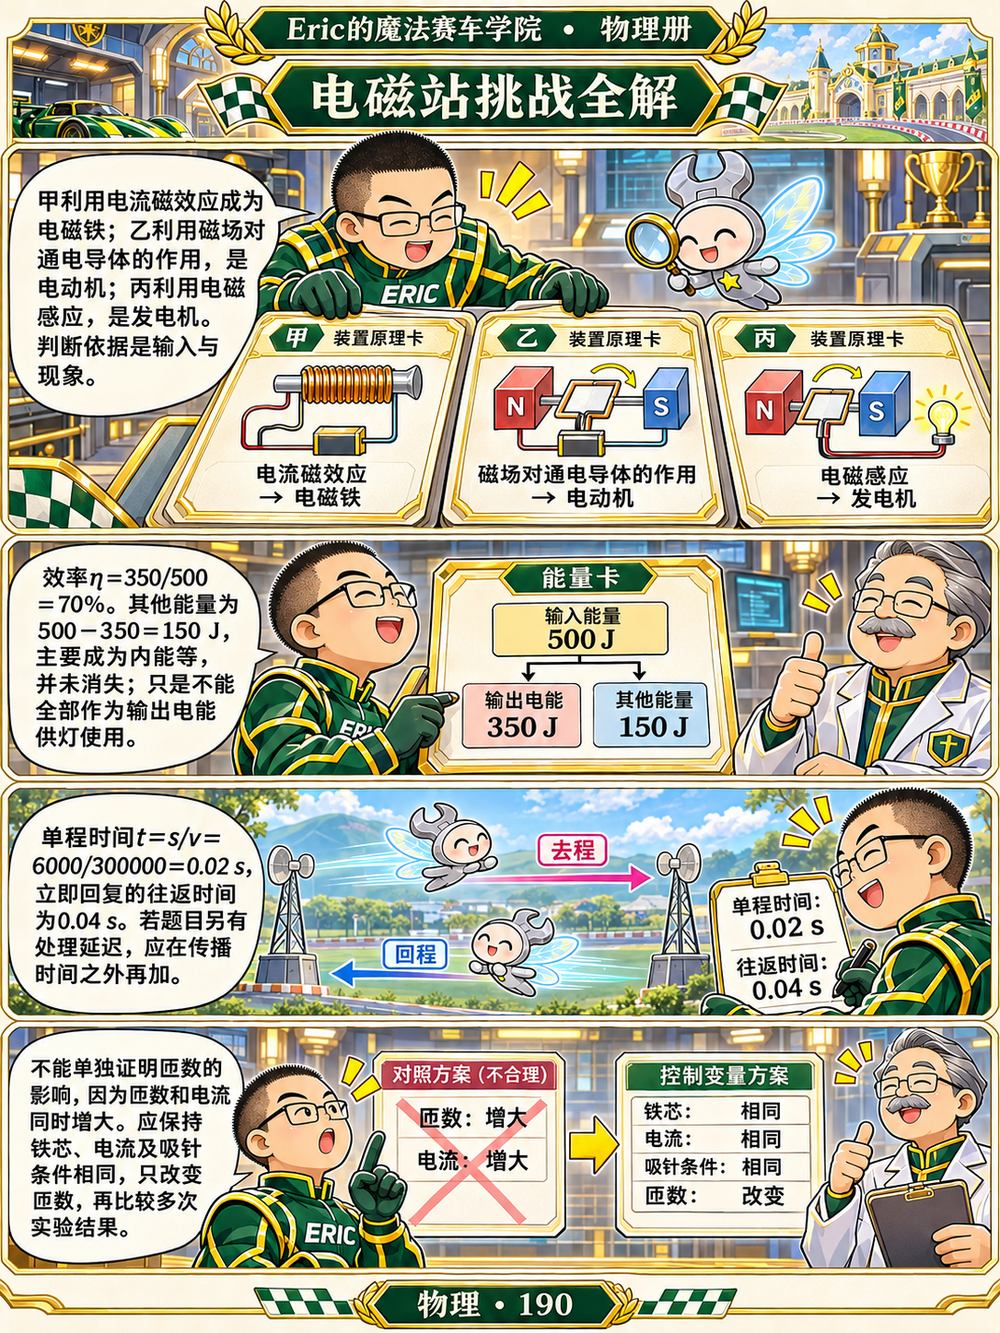 Eric的魔法赛车学院 • 物理册
电磁站挑战全解
甲利用电流磁效应成为
电磁铁；乙利用磁场对
通电导体的作用，是
电动机；丙利用电磁
感应，是发电机。
判断依据是输入与
现象。
ERIC
甲 装置原理卡
电流磁效应
→ 电磁铁
乙 装置原理卡
N
S
磁场对通电导体的作用
→ 电动机
丙 装置原理卡
N
S
电磁感应
→ 发电机
效率η=350/500
=70%。其他能量为
500−350=150 J，
主要成为内能等，
并未消失；只是不能
全部作为输出电能
供灯使用。
ERIC
能量卡
输入能量
500 J
输出电能
350 J
其他能量
150 J
单程时间t=s/v=
6000/300000=0.02 s，
立即回复的往返时间
为0.04 s。若题目另有
处理延迟，应在传播
时间之外再加。
去程
回程
单程时间：
0.02 s
往返时间：
0.04 s
不能单独证明匝数的
影响，因为匝数和电流
同时增大。应保持
铁芯、电流及吸针
条件相同，只改变
匝数，再比较多次
实验结果。
ERIC
对照方案（不合理）
匝数：增大
电流：增大
控制变量方案
铁芯： 相同
电流： 相同
吸针条件： 相同
匝数： 改变
物理 • 190